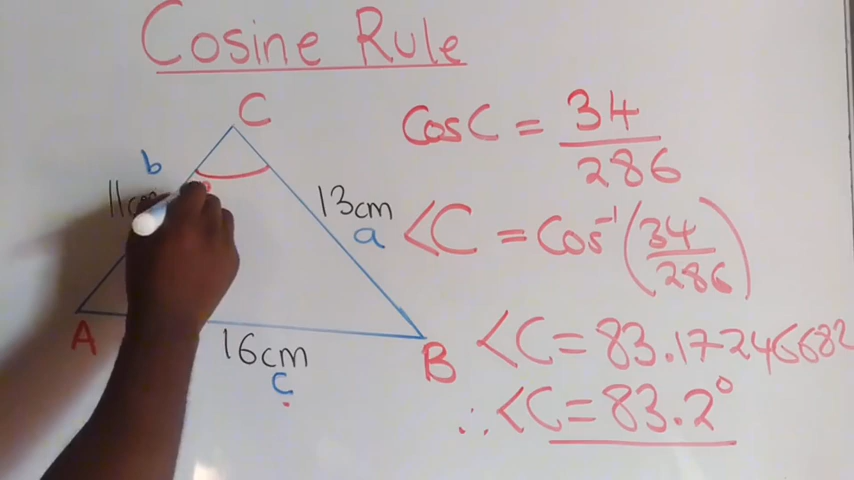 Cosine Rule
C
b
11cm
13cm
a
A
16cm
c
B
CosC = 34/286
<C = Cos⁻¹(34/286)
<C = 83.17246682
∴ <C = 83.2°